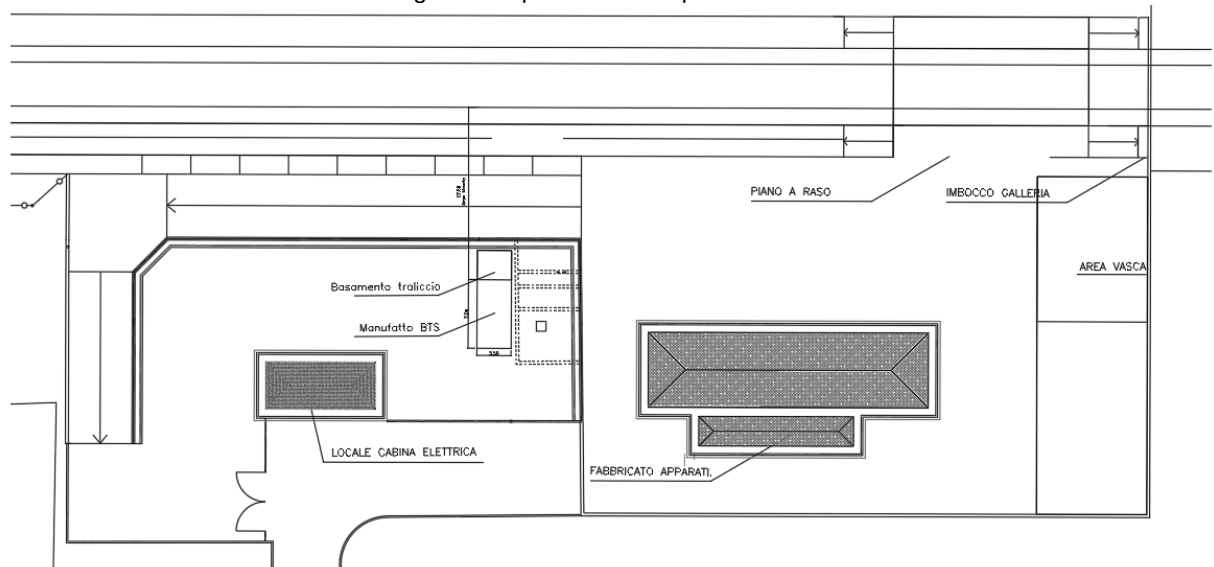 PIANO A RASO
IMBOCCO GALLERIA
AREA VASCA
Basamento traliccio
Manufatto BTS
LOCALE CABINA ELETTRICA
FABBRICATO APPARATI.